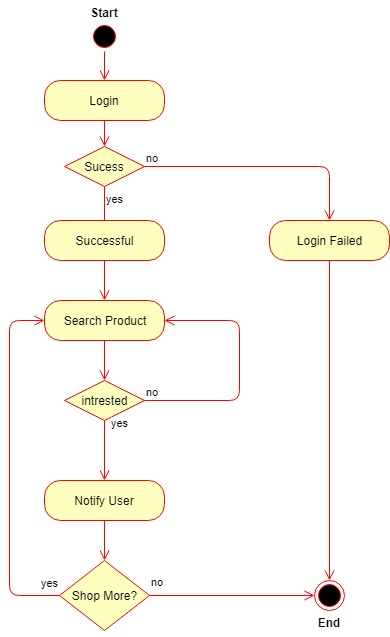 Start
Login
Sucess
no
yes
Successful
Login Failed
Search Product
intrested
no
yes
Notify User
Shop More?
yes
no
End